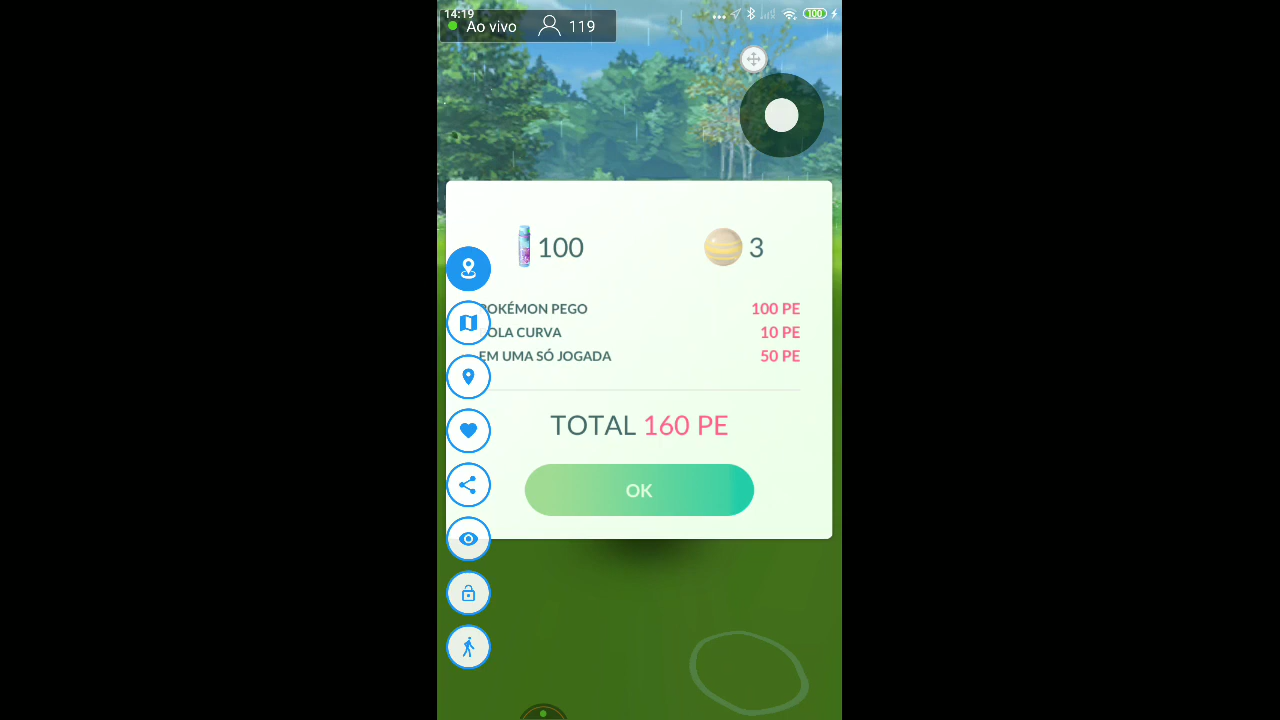 14:19
100
Ao vivo 119
100 3
POKÉMON PEGO 100 PE
OLA CURVA 10 PE
EM UMA SÓ JOGADA 50 PE
TOTAL 160 PE
OK